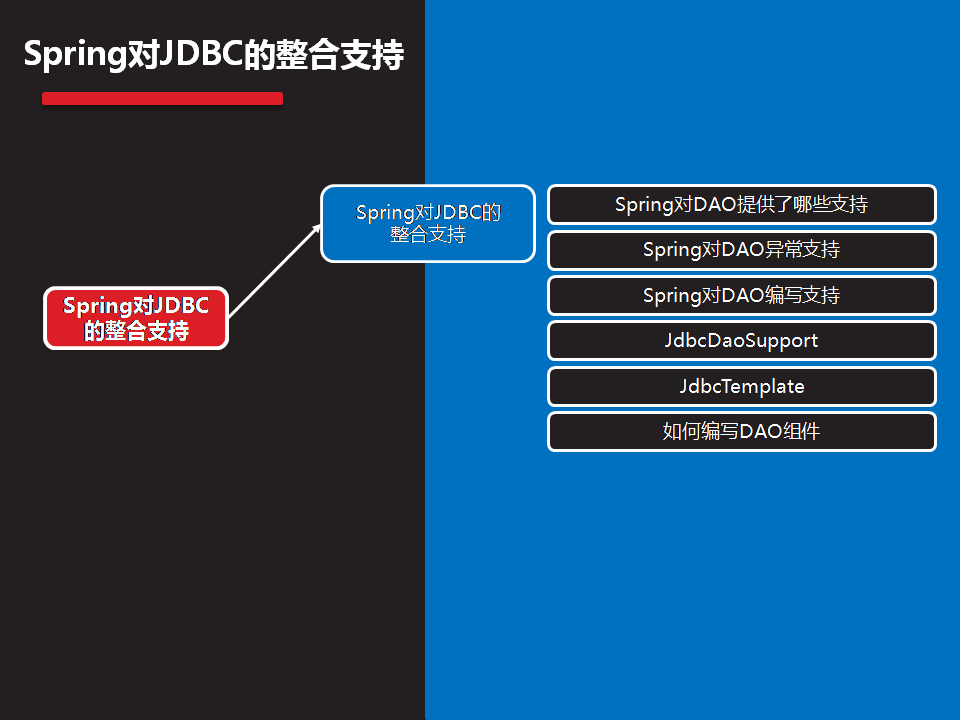 Spring对JDBC的整合支持
Spring对JDBC
的整合支持
Spring对JDBC的
整合支持
Spring对DAO提供了哪些支持
Spring对DAO异常支持
Spring对DAO编写支持
JdbcDaoSupport
JdbcTemplate
如何编写DAO组件